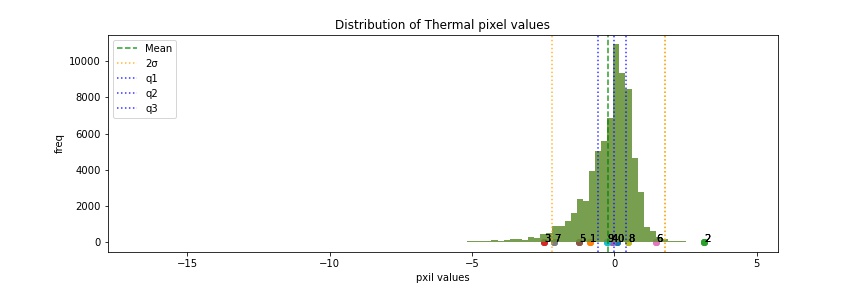 Distribution of Thermal pixel values
Mean
2σ
q1
q2
q3
freq
10000
8000
6000
4000
2000
0
3 7 5 1 9 4 0 8 6 2
−15 −10 −5 0 5
pxil values